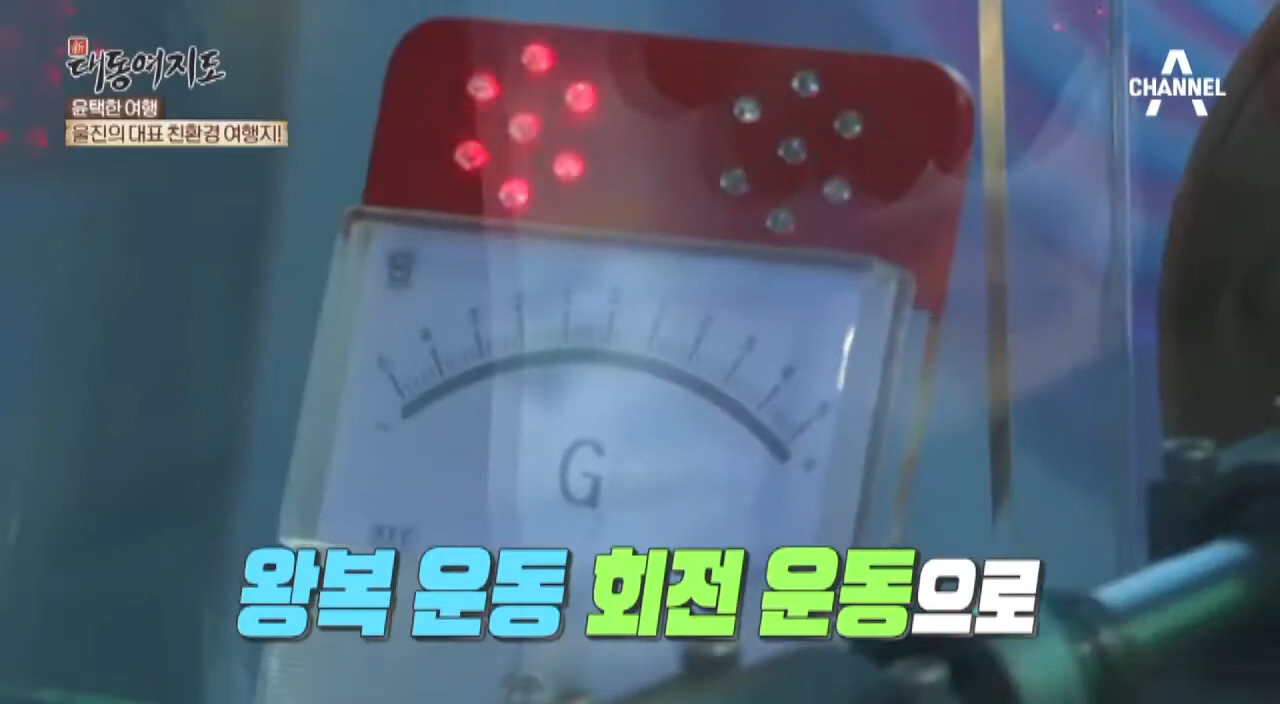 新
대동여지도
윤택한 여행
울진의 대표 친환경 여행지!
CHANNEL A
G
왕복 운동 회전 운동으로